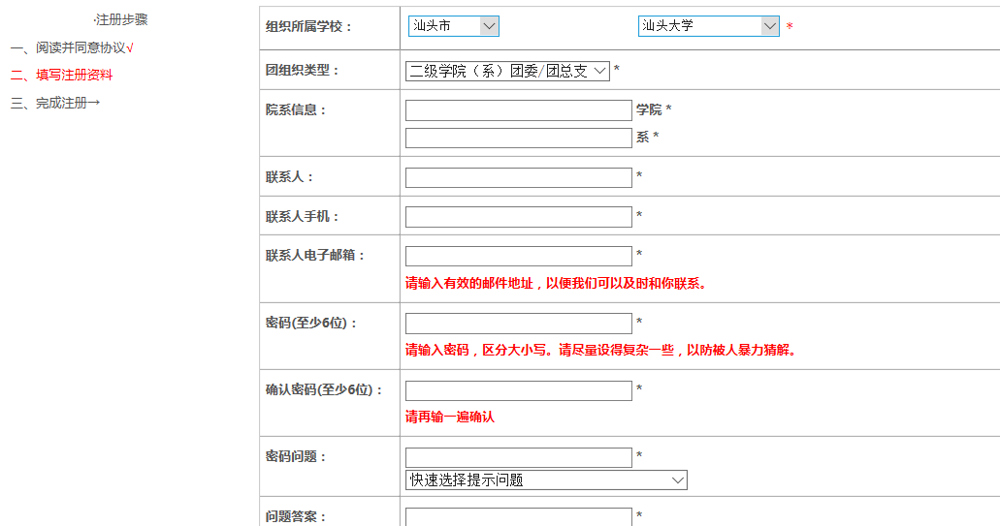 ·注册步骤
一、阅读并同意协议√
二、填写注册资料
三、完成注册→
组织所属学校： 汕头市 汕头大学 *
团组织类型： 二级学院（系）团委/团总支 *
院系信息： 学院 *
系 *
联系人： *
联系人手机： *
联系人电子邮箱： *
请输入有效的邮件地址，以便我们可以及时和你联系。
密码(至少6位)： *
请输入密码，区分大小写。请尽量设得复杂一些，以防被人暴力猜解。
确认密码(至少6位)： *
请再输一遍确认
密码问题： *
快速选择提示问题
问题答案： *